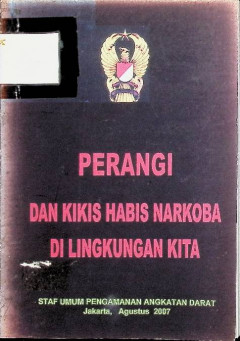 PERANGI
DAN KIKIS HABIS NARKOBA
DI LINGKUNGAN KITA
STAF UMUM PENGAMANAN ANGKATAN DARAT
Jakarta, Agustus 2007